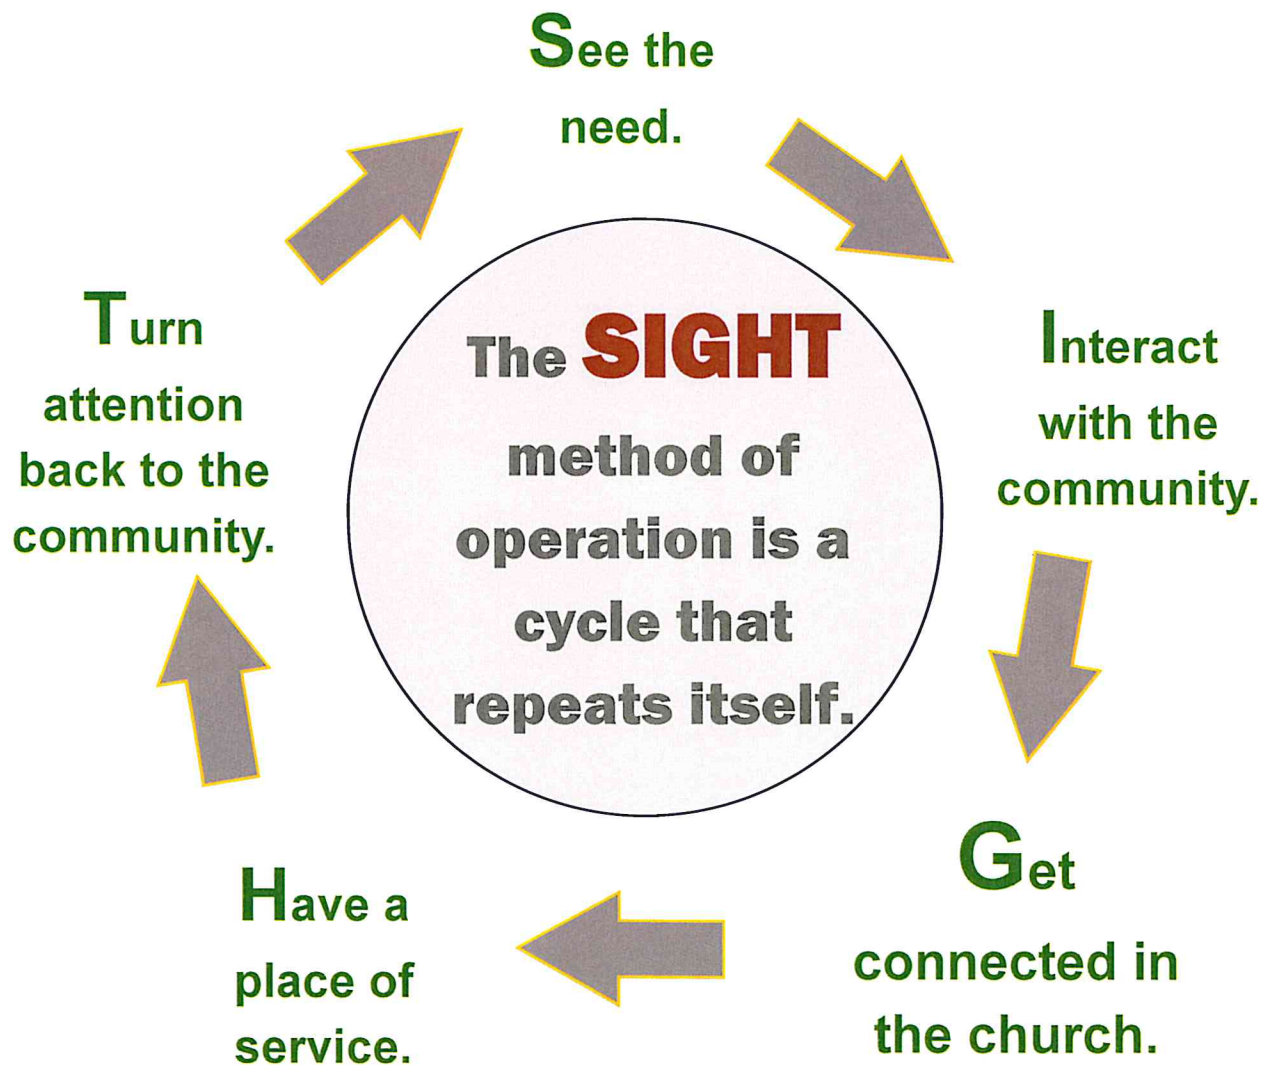 See the
need.
Interact
with the
community.
Get
connected in
the church.
Have a
place of
service.
Turn
attention
back to the
community.
The SIGHT
method of
operation is a
cycle that
repeats itself.